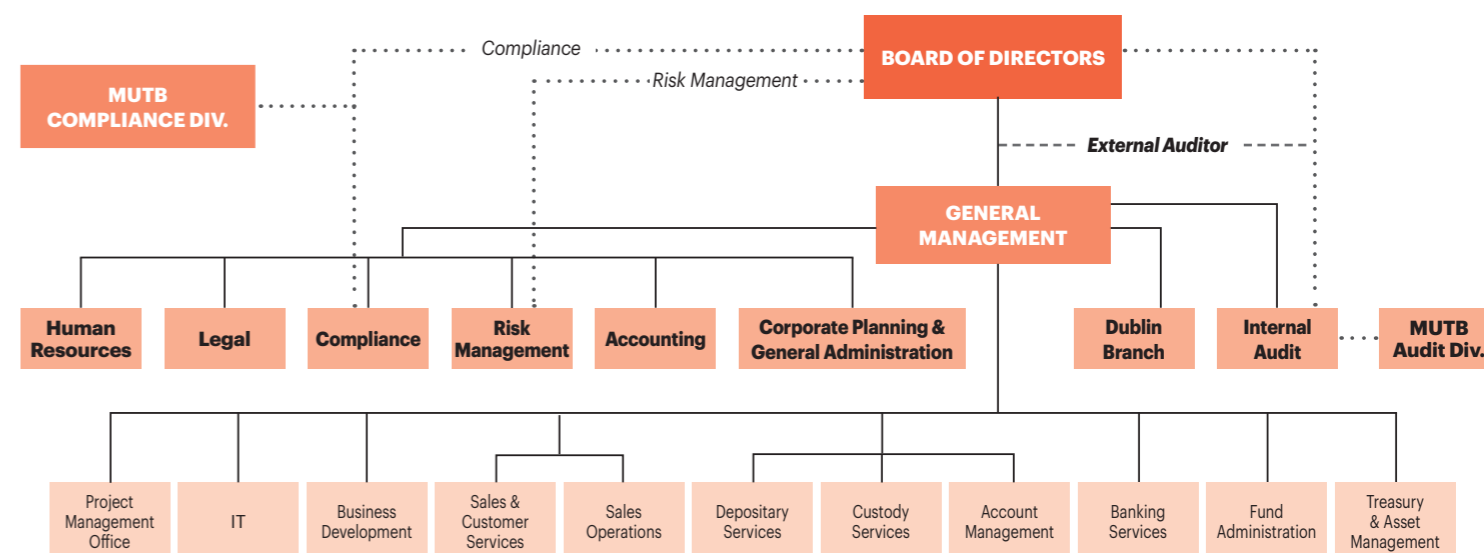 Compliance
BOARD OF DIRECTORS
Risk Management
MUTB
COMPLIANCE DIV.
External Auditor
GENERAL
MANAGEMENT
Human
Resources
Legal
Compliance
Risk
Management
Accounting
Corporate Planning &
General Administration
Dublin
Branch
Internal
Audit
MUTB
Audit Div.
Project
Management
Office
IT
Business
Development
Sales &
Customer
Services
Sales
Operations
Depositary
Services
Custody
Services
Account
Management
Banking
Services
Fund
Administration
Treasury
& Asset
Management